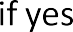 if yes